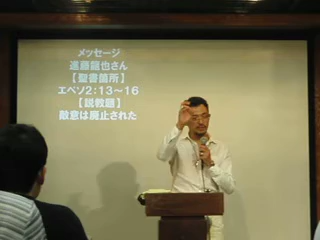 メッセージ
遠藤 也さん
【聖書箇所】
エペソ2：13～16
【説教題】
敵意は廃止された